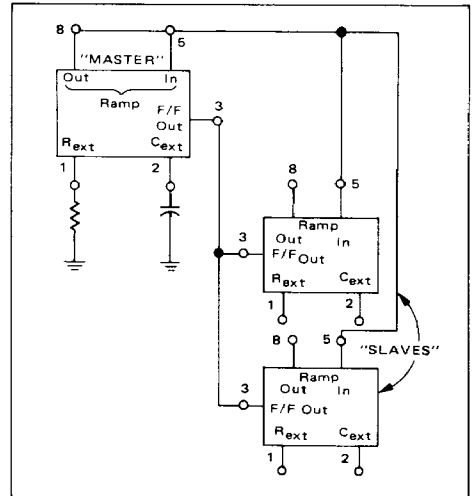 8
5
"MASTER"
Out In
Ramp
F/F
Out
3
Rext Cext
1 2
8
5
Ramp
Out In
3
F/F Out
Rext Cext
1 2
8 5
"SLAVES"
Ramp
Out In
3
F/F Out
Rext Cext
1 2